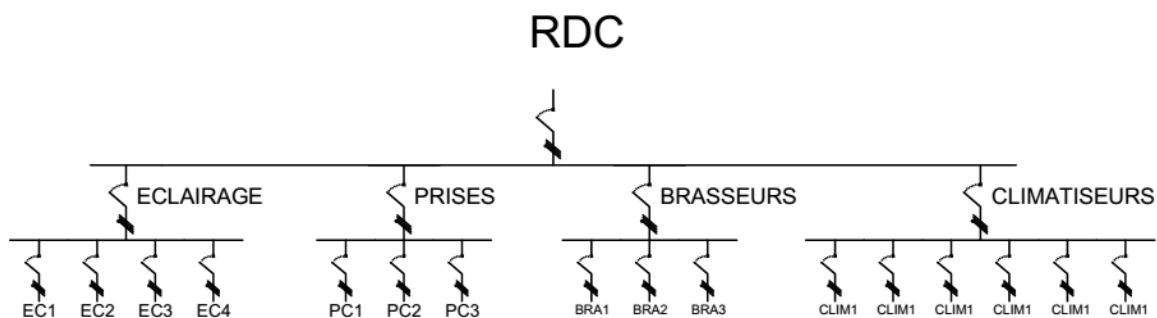 RDC
ECLAIRAGE PRISES BRASSEURS CLIMATISEURS
EC1 EC2 EC3 EC4 PC1 PC2 PC3 BRA1 BRA2 BRA3 CLIM1 CLIM1 CLIM1 CLIM1 CLIM1 CLIM1